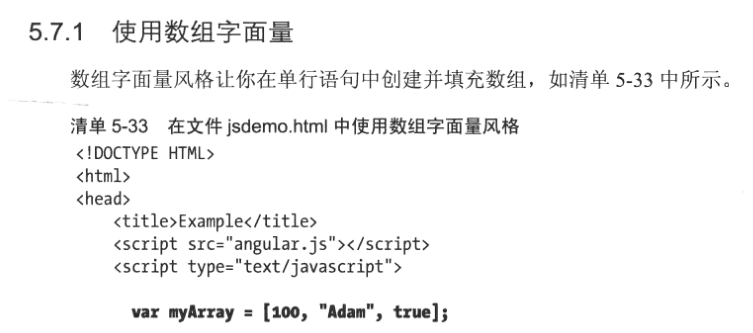 5.7.1 使用数组字面量
数组字面量风格让你在单行语句中创建并填充数组，如清单 5-33 中所示。
清单 5-33 在文件 jsdemo.html 中使用数组字面量风格
<!DOCTYPE HTML>
<html>
<head>
    <title>Example</title>
    <script src="angular.js"></script>
    <script type="text/javascript">
      var myArray = [100, "Adam", true];